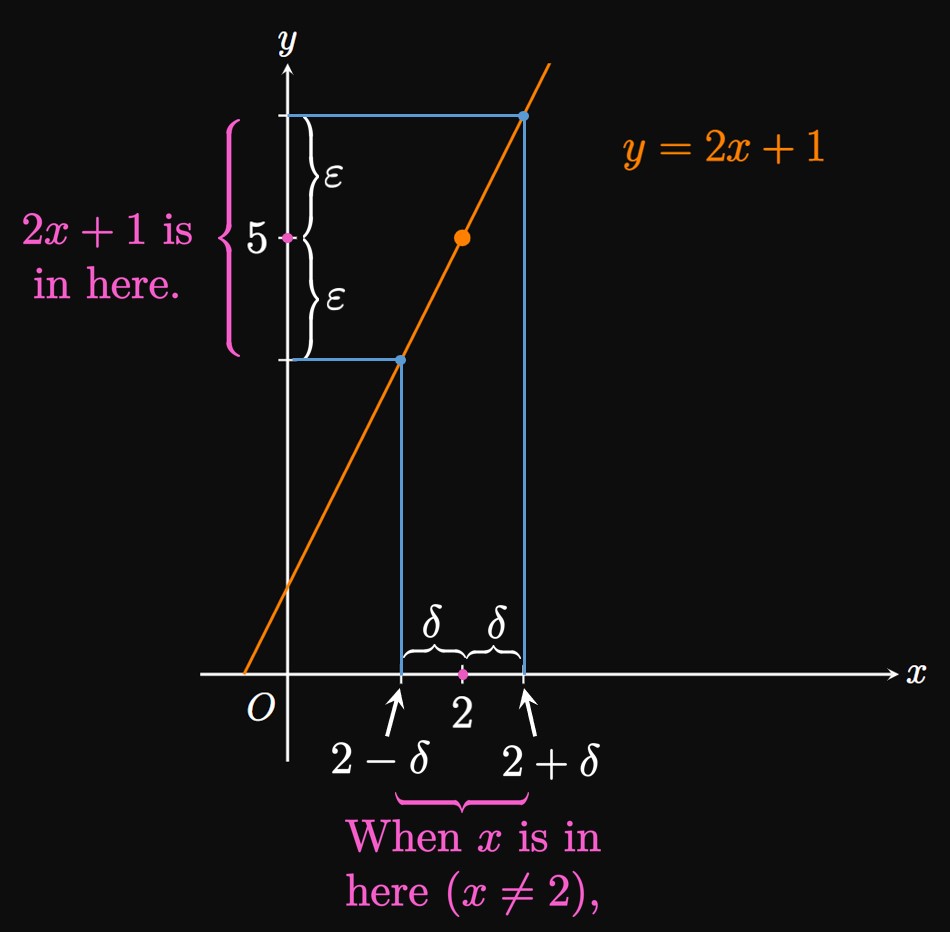 y
y = 2x + 1
ε
2x + 1 is
in here.
5
ε
δ δ
x
O
2
2 − δ
2 + δ
When x is in
here (x ≠ 2),